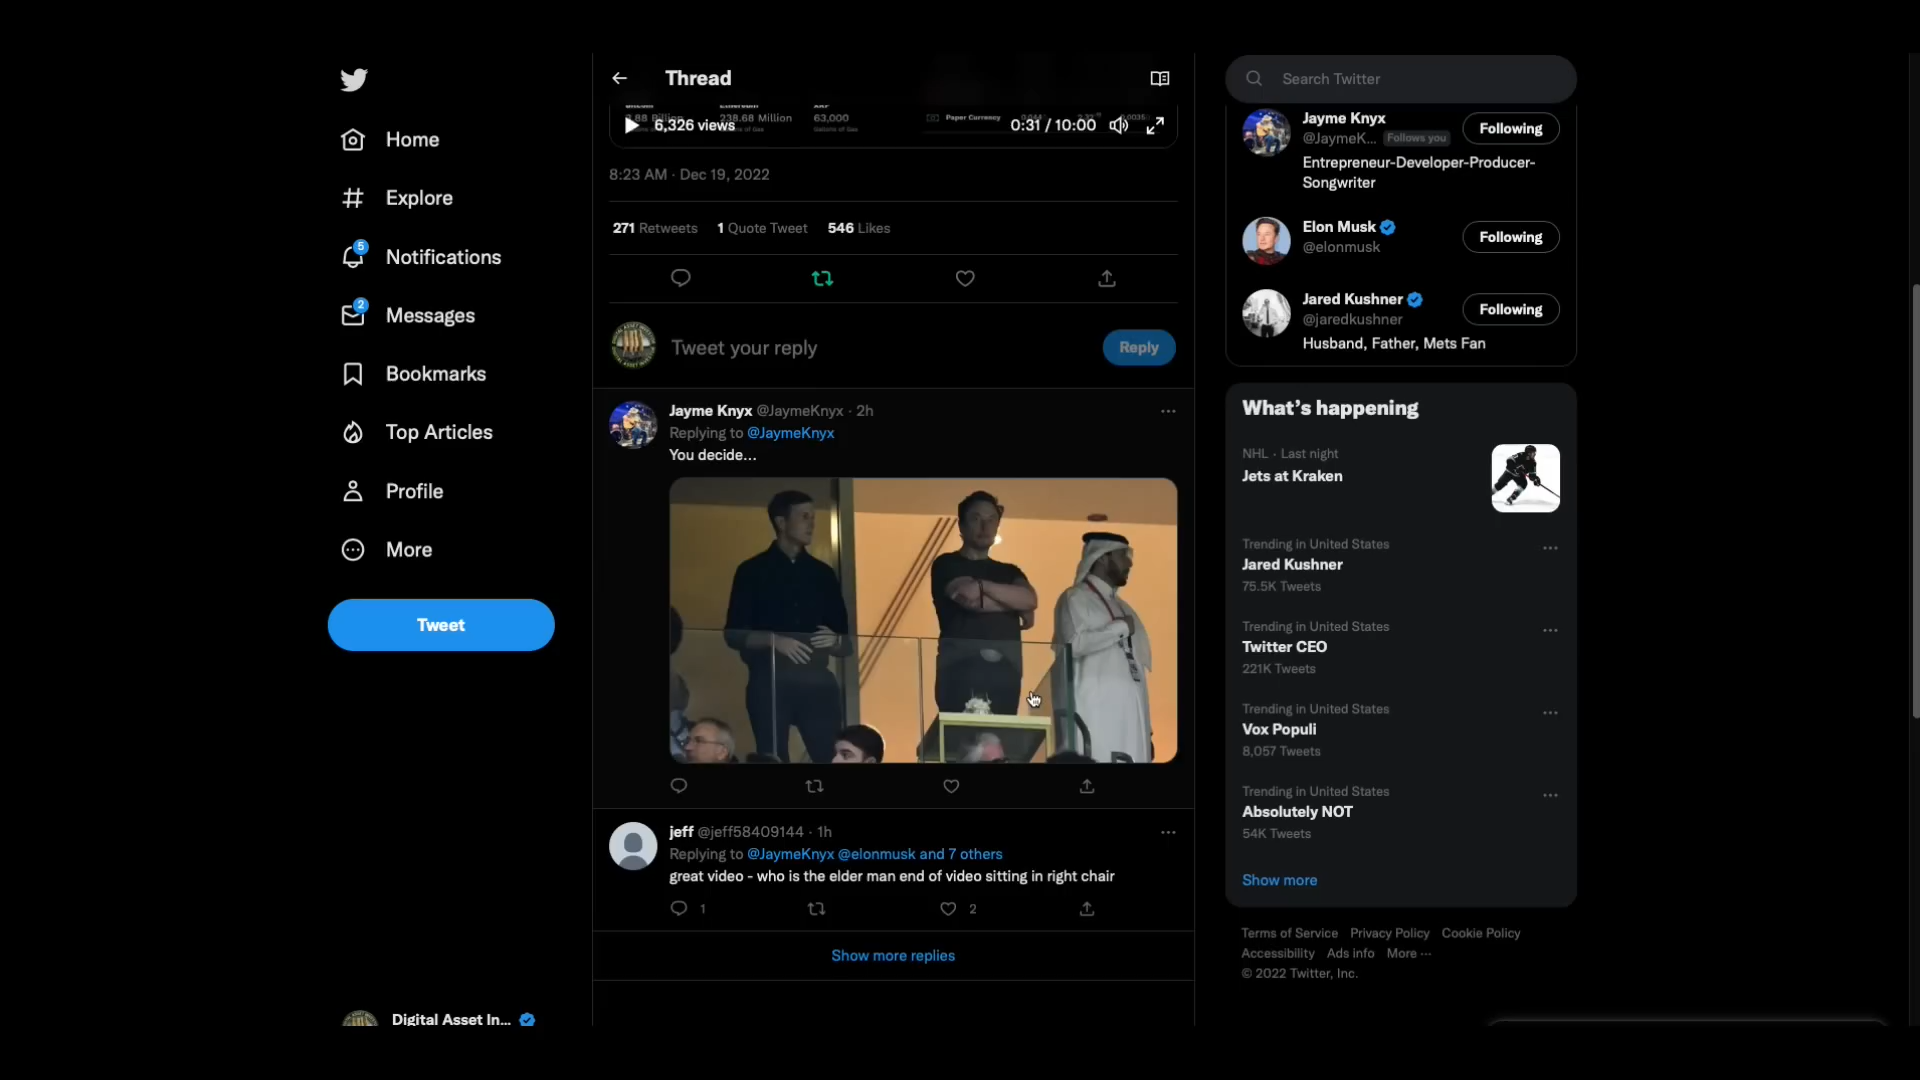 Home
Explore
5
Notifications
2
Messages
Bookmarks
Top Articles
Profile
More
Tweet
Digital Asset In...
Thread
6,326 views
238.68 Million
63,000
Paper Currency
0:31 / 10:00
8:23 AM · Dec 19, 2022
271 Retweets 1 Quote Tweet 546 Likes
Tweet your reply
Reply
Jayme Knyx @JaymeKnyx · 2h
Replying to @JaymeKnyx
You decide...
jeff @jeff58409144 · 1h
Replying to @JaymeKnyx @elonmusk and 7 others
great video - who is the elder man end of video sitting in right chair
1
2
Show more replies
Search Twitter
Jayme Knyx
@JaymeK... Follows you
Following
Entrepreneur-Developer-Producer-
Songwriter
Elon Musk
@elonmusk
Following
Jared Kushner
@jaredkushner
Following
Husband, Father, Mets Fan
What's happening
NHL · Last night
Jets at Kraken
Trending in United States
Jared Kushner
75.5K Tweets
Trending in United States
Twitter CEO
221K Tweets
Trending in United States
Vox Populi
8,057 Tweets
Trending in United States
Absolutely NOT
54K Tweets
Show more
Terms of Service Privacy Policy Cookie Policy
Accessibility Ads info More ...
© 2022 Twitter, Inc.